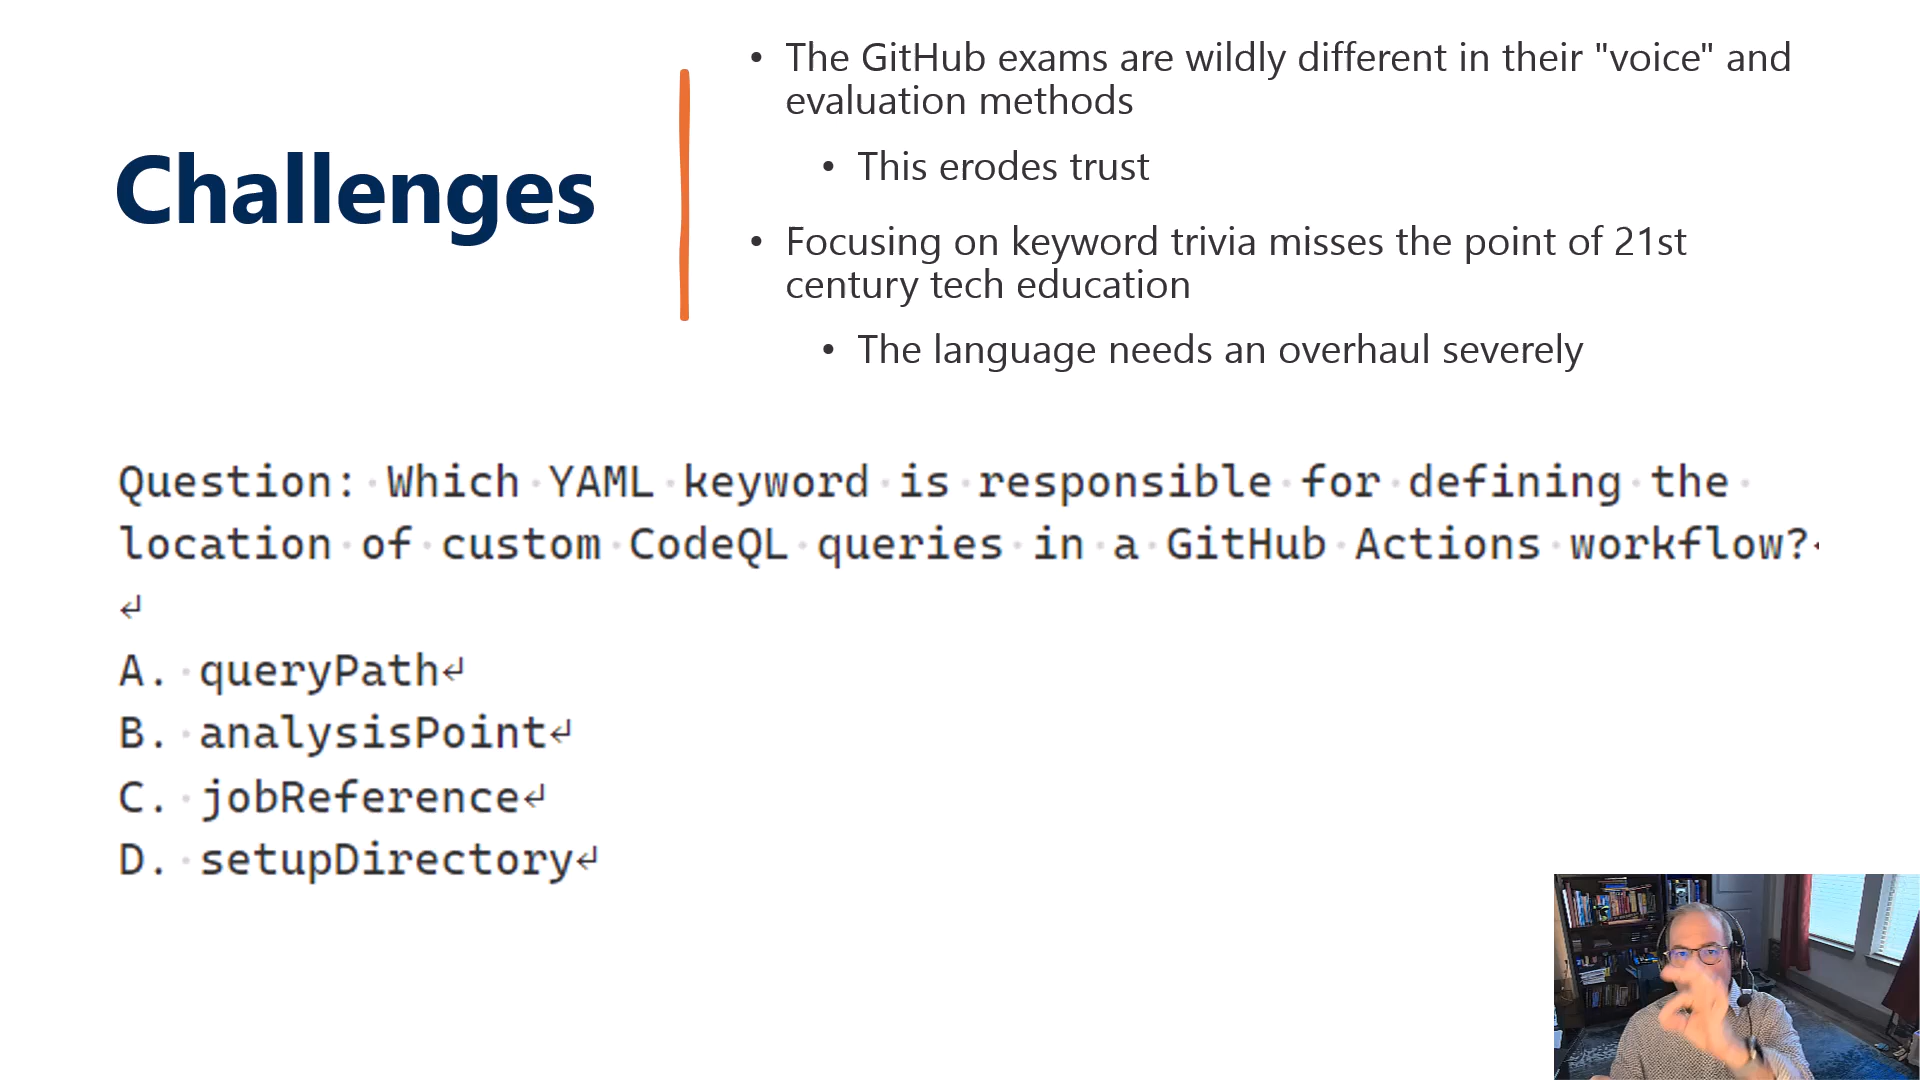 Challenges
• The GitHub exams are wildly different in their "voice" and
evaluation methods
• This erodes trust
• Focusing on keyword trivia misses the point of 21st
century tech education
• The language needs an overhaul severely
Question:·Which·YAML·keyword·is·responsible·for·defining·the·
location·of·custom·CodeQL·queries·in·a·GitHub·Actions·workflow?
↲
A.·queryPath↲
B.·analysisPoint↲
C.·jobReference↲
D.·setupDirectory↲